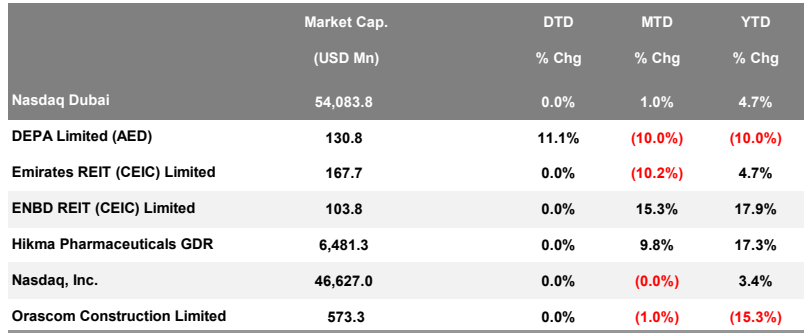 Market Cap. DTD MTD YTD
(USD Mn) % Chg % Chg % Chg
Nasdaq Dubai 54,083.8 0.0% 1.0% 4.7%
DEPA Limited (AED) 130.8 11.1% (10.0%) (10.0%)
Emirates REIT (CEIC) Limited 167.7 0.0% (10.2%) 4.7%
ENBD REIT (CEIC) Limited 103.8 0.0% 15.3% 17.9%
Hikma Pharmaceuticals GDR 6,481.3 0.0% 9.8% 17.3%
Nasdaq, Inc. 46,627.0 0.0% (0.0%) 3.4%
Orascom Construction Limited 573.3 0.0% (1.0%) (15.3%)